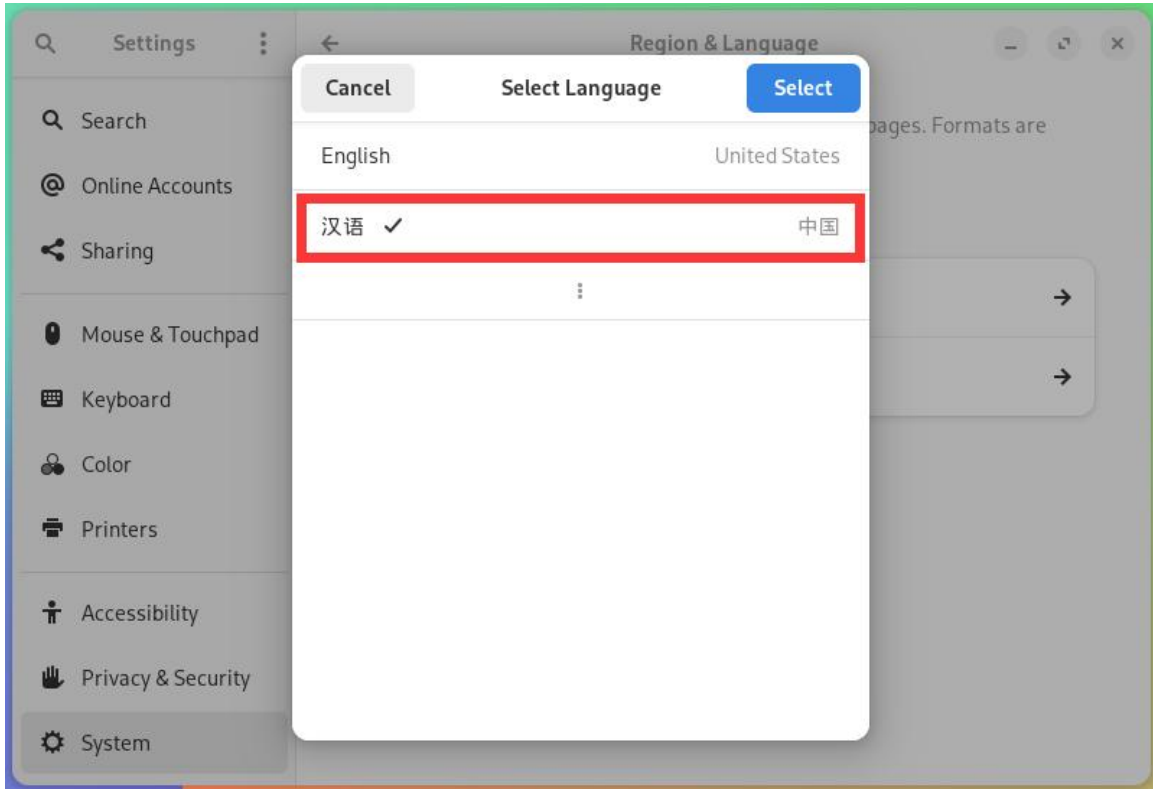 Settings
Region & Language
Search
Online Accounts
Sharing
Mouse & Touchpad
Keyboard
Color
Printers
Accessibility
Privacy & Security
System
pages. Formats are
Cancel
Select Language
Select
English
United States
汉语
中国